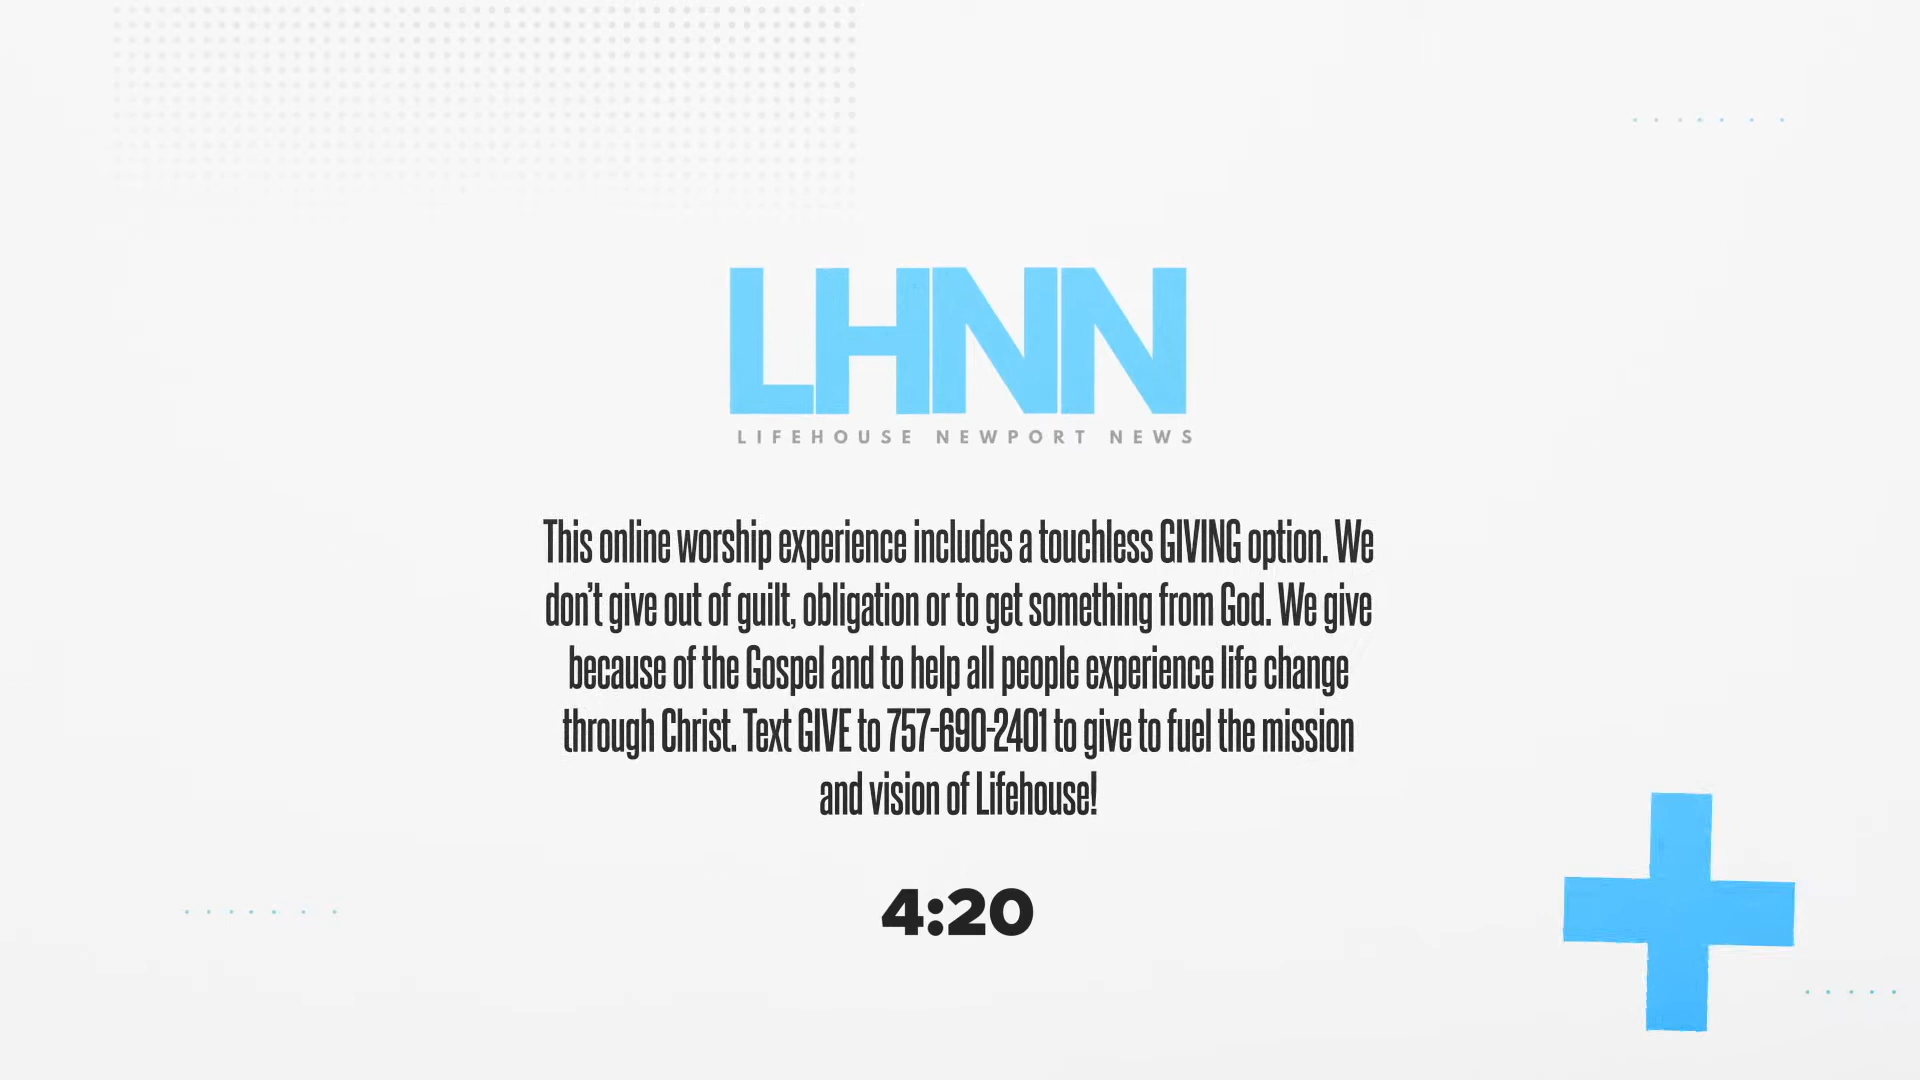 LHNN
LIFEHOUSE NEWPORT NEWS
This online worship experience includes a touchless GIVING option. We
don't give out of guilt, obligation or to get something from God. We give
because of the Gospel and to help all people experience life change
through Christ. Text GIVE to 757-690-2401 to give to fuel the mission
and vision of Lifehouse!
4:20